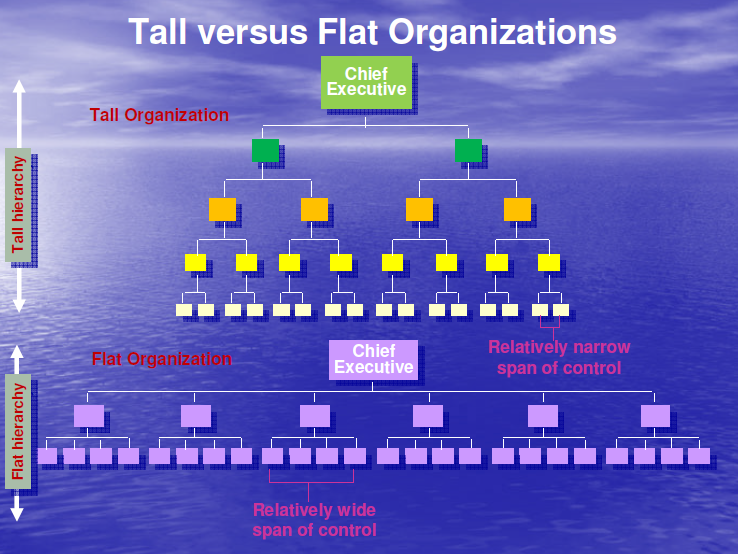 Tall versus Flat Organizations
Chief
Executive
Tall Organization
Tall hierarchy
Relatively narrow
span of control
Flat Organization
Chief
Executive
Flat hierarchy
Relatively wide
span of control